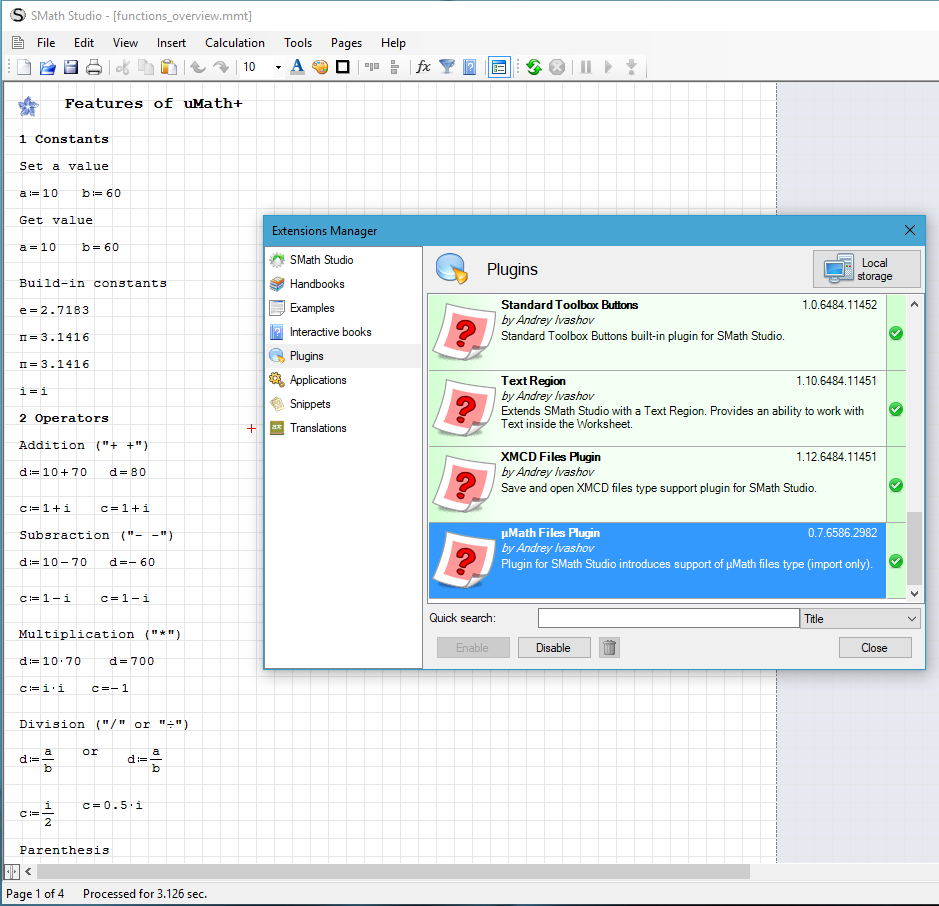 SMath Studio - [functions_overview.mmt]
File Edit View Insert Calculation Tools Pages Help
10 A fx
Features of uMath+
1 Constants
Set a value
a:=10 b:=60
Get value
a=10 b=60
Build-in constants
e=2.7183
π=3.1416
π=3.1416
i=i
2 Operators
Addition ("+ +")
d:=10+70 d=80
c:=1+i c=1+i
Subsraction ("- -")
d:=10-70 d=-60
c:=1-i c=1-i
Multiplication ("*")
d:=10·70 d=700
c:=i·i c=-1
Division ("/" or "÷")
d:=a/b or d:=a/b
c:=i/2 c=0.5·i
Parenthesis
Extensions Manager
SMath Studio
Handbooks
Examples
Interactive books
Plugins
Applications
Snippets
Translations
Plugins
Local
storage
Standard Toolbox Buttons 1.0.6484.11452
by Andrey Ivashov
Standard Toolbox Buttons built-in plugin for SMath Studio.
Text Region 1.10.6484.11451
by Andrey Ivashov
Extends SMath Studio with a Text Region. Provides an ability to work with
Text inside the Worksheet.
XMCD Files Plugin 1.12.6484.11451
by Andrey Ivashov
Save and open XMCD files type support plugin for SMath Studio.
µMath Files Plugin 0.7.6586.2982
by Andrey Ivashov
Plugin for SMath Studio introduces support of µMath files type (import only).
Quick search: Title
Enable Disable Close
Page 1 of 4 Processed for 3.126 sec.